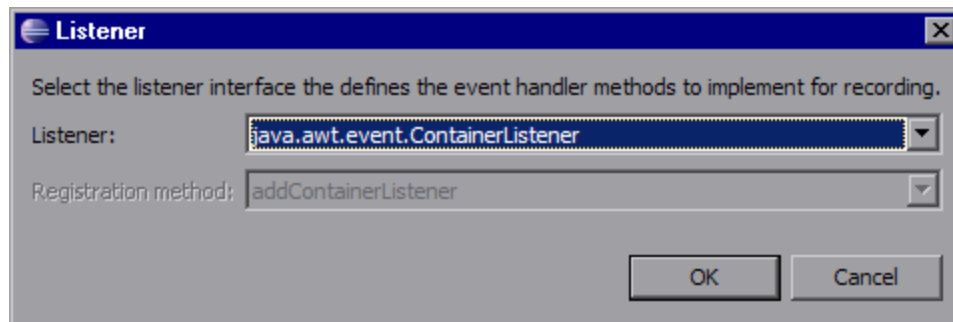 Listener
Select the listener interface the defines the event handler methods to implement for recording.
Listener: java.awt.event.ContainerListener
Registration method: addContainerListener
OK Cancel